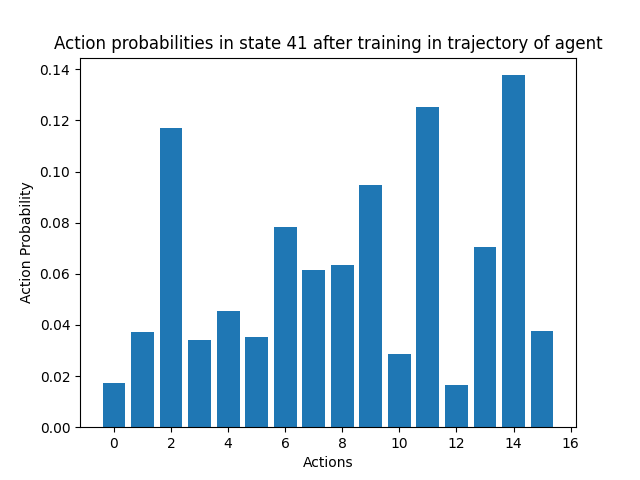 Action probabilities in state 41 after training in trajectory of agent
0.14
0.12
0.10
0.08
0.06
0.04
0.02
0.00
Action Probability
0 2 4 6 8 10 12 14 16
Actions